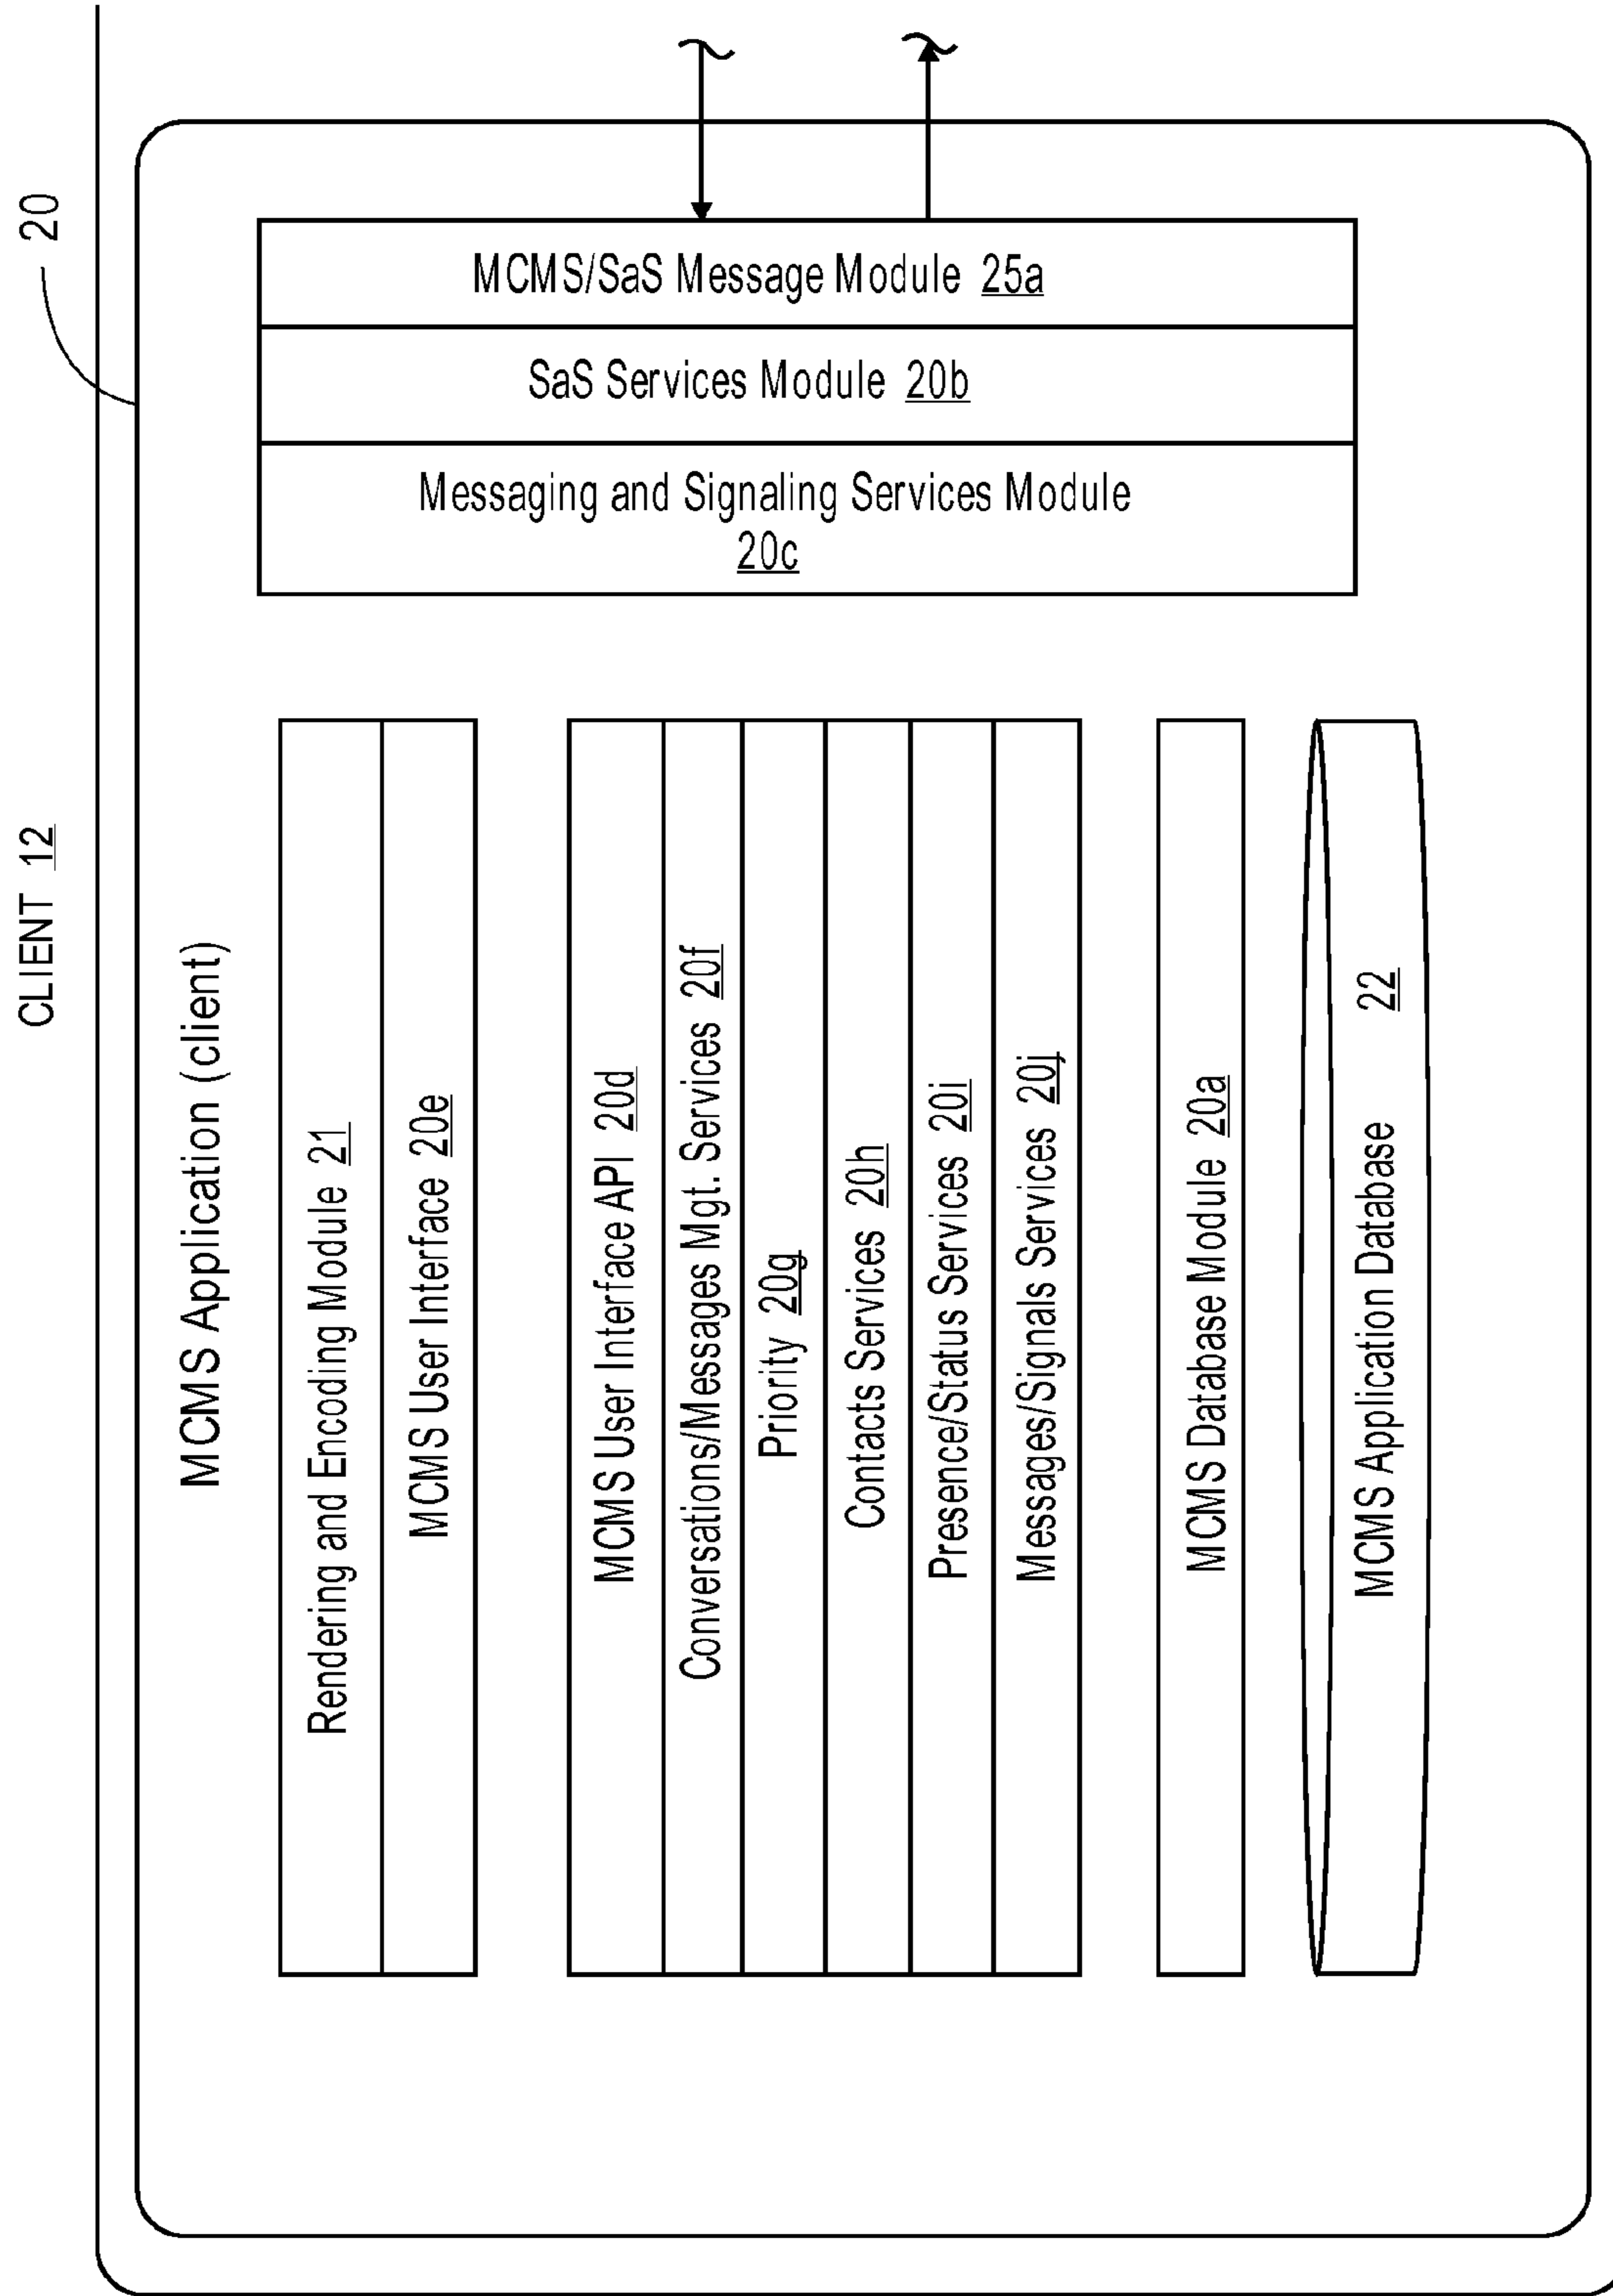 CLIENT 12
20
MCMS Application (client)
Rendering and Encoding Module 21
MCMS User Interface 20e
MCMS User Interface API 20d
Conversations/Messages Mgt. Services 20f
Priority 20g
Contacts Services 20h
Presence/Status Services 20i
Messages/Signals Services 20j
MCMS Database Module 20a
MCMS Application Database 22
MCMS/SaS Message Module 25a
SaS Services Module 20b
Messaging and Signaling Services Module
20c